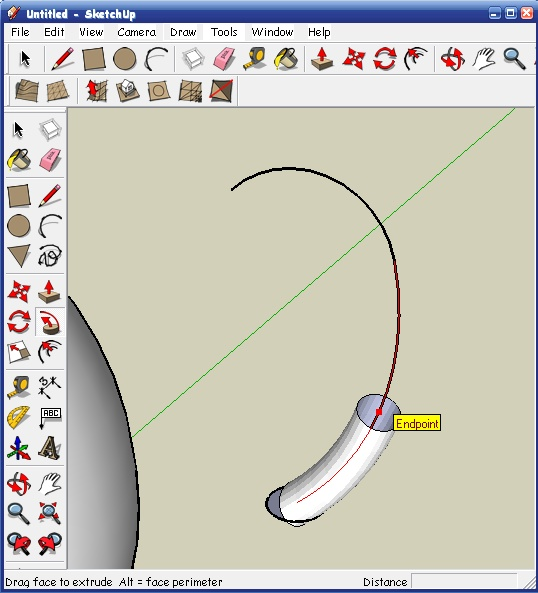 Untitled - SketchUp
File Edit View Camera Draw Tools Window Help
ABC
A
Endpoint
Drag face to extrude Alt = face perimeter Distance